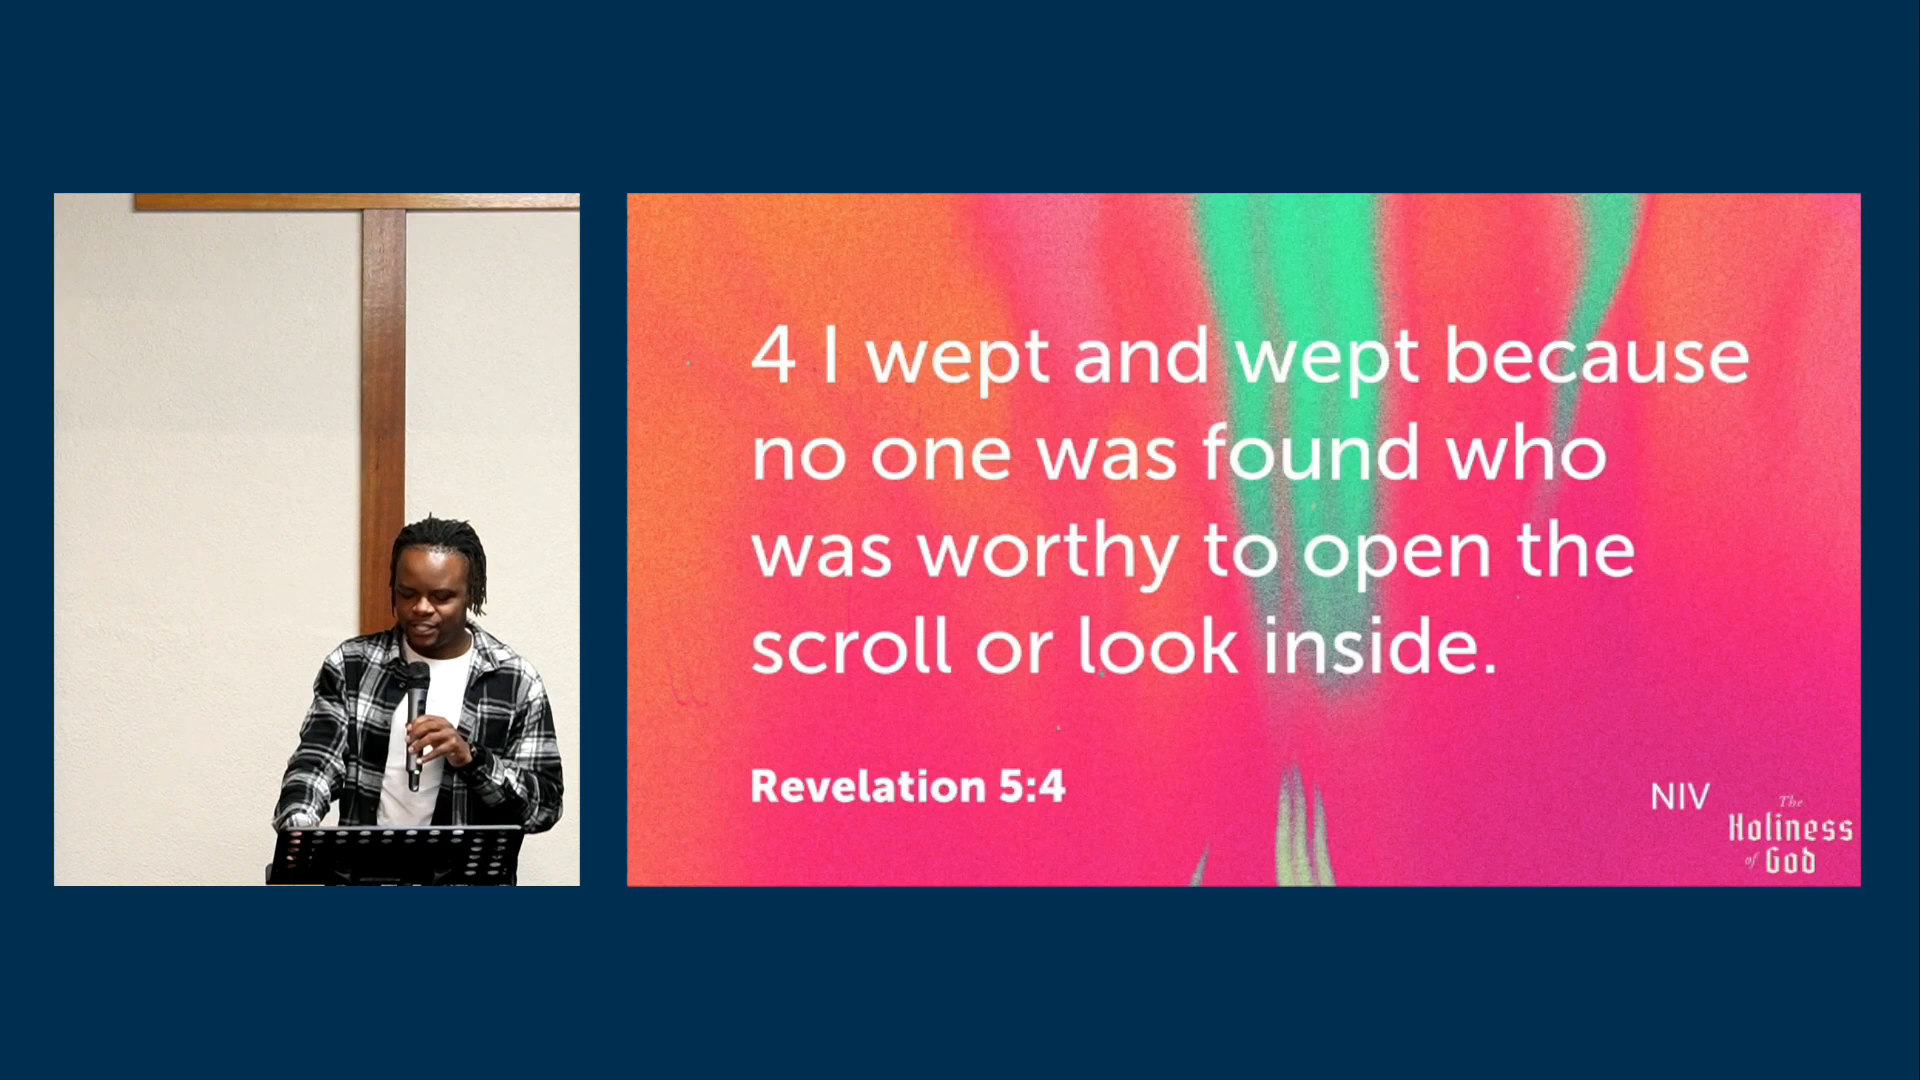 4 I wept and wept because
no one was found who
was worthy to open the
scroll or look inside.
Revelation 5:4
NIV
The
Holiness
of God